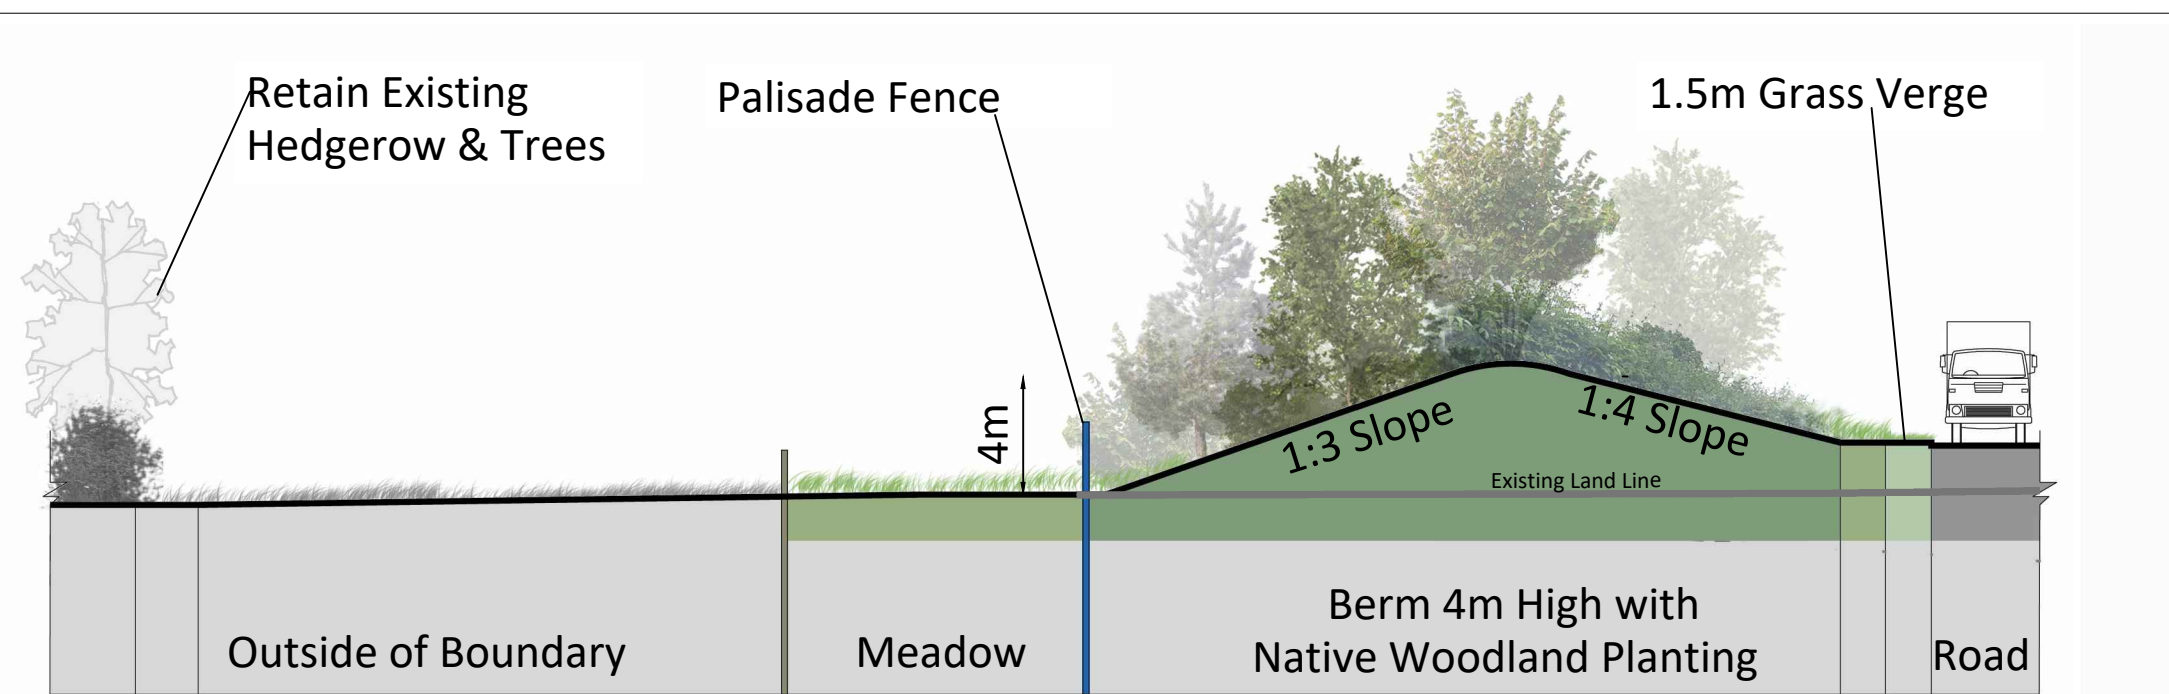 Retain Existing
Hedgerow & Trees
Palisade Fence
1.5m Grass Verge
4m
1:3 Slope
1:4 Slope
Existing Land Line
Outside of Boundary
Meadow
Berm 4m High with
Native Woodland Planting
Road